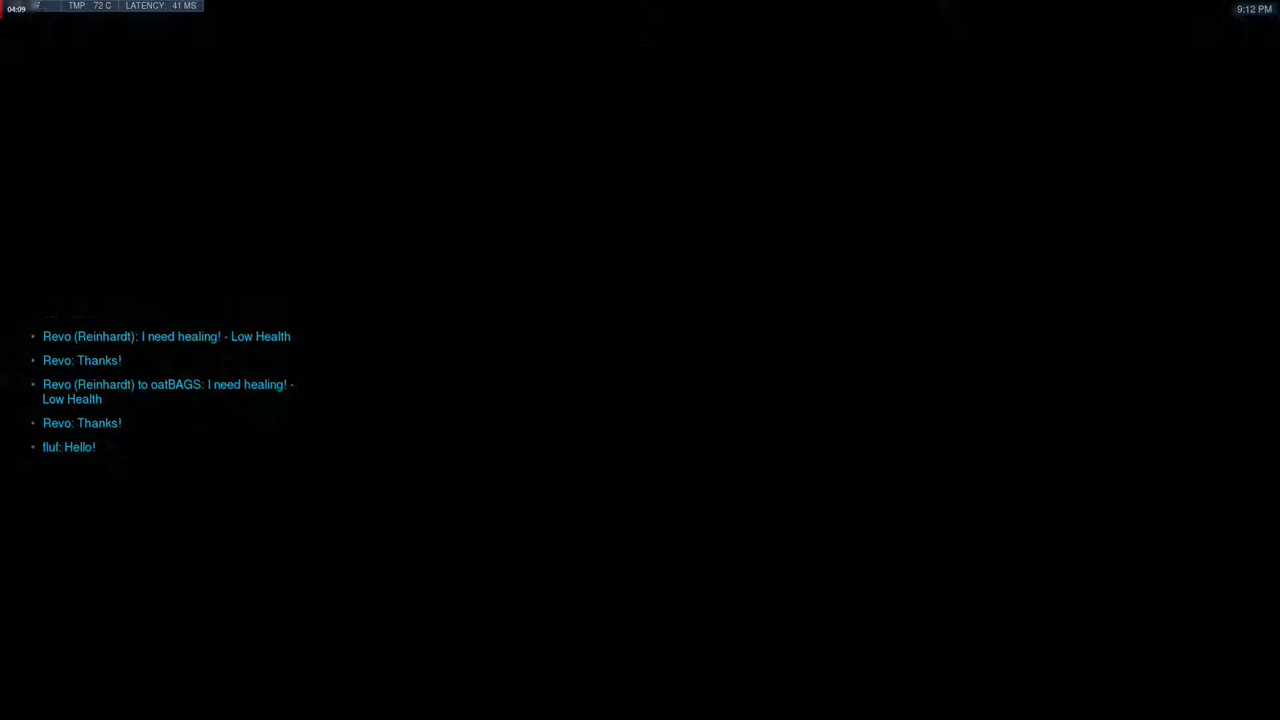 04:09
TMP: 72 C
LATENCY: 41 MS
9:12 PM
Revo (Reinhardt): I need healing! - Low Health
Revo: Thanks!
Revo (Reinhardt) to oatBAGS: I need healing! -
Low Health
Revo: Thanks!
fluf: Hello!